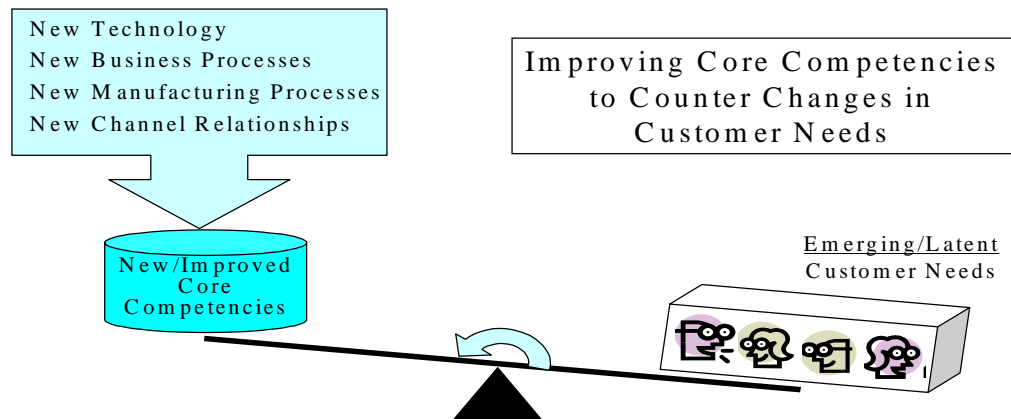 New Technology
New Business Processes
New Manufacturing Processes
New Channel Relationships
Improving Core Competencies
to Counter Changes in
Customer Needs
New/Improved
Core
Competencies
Emerging/Latent
Customer Needs